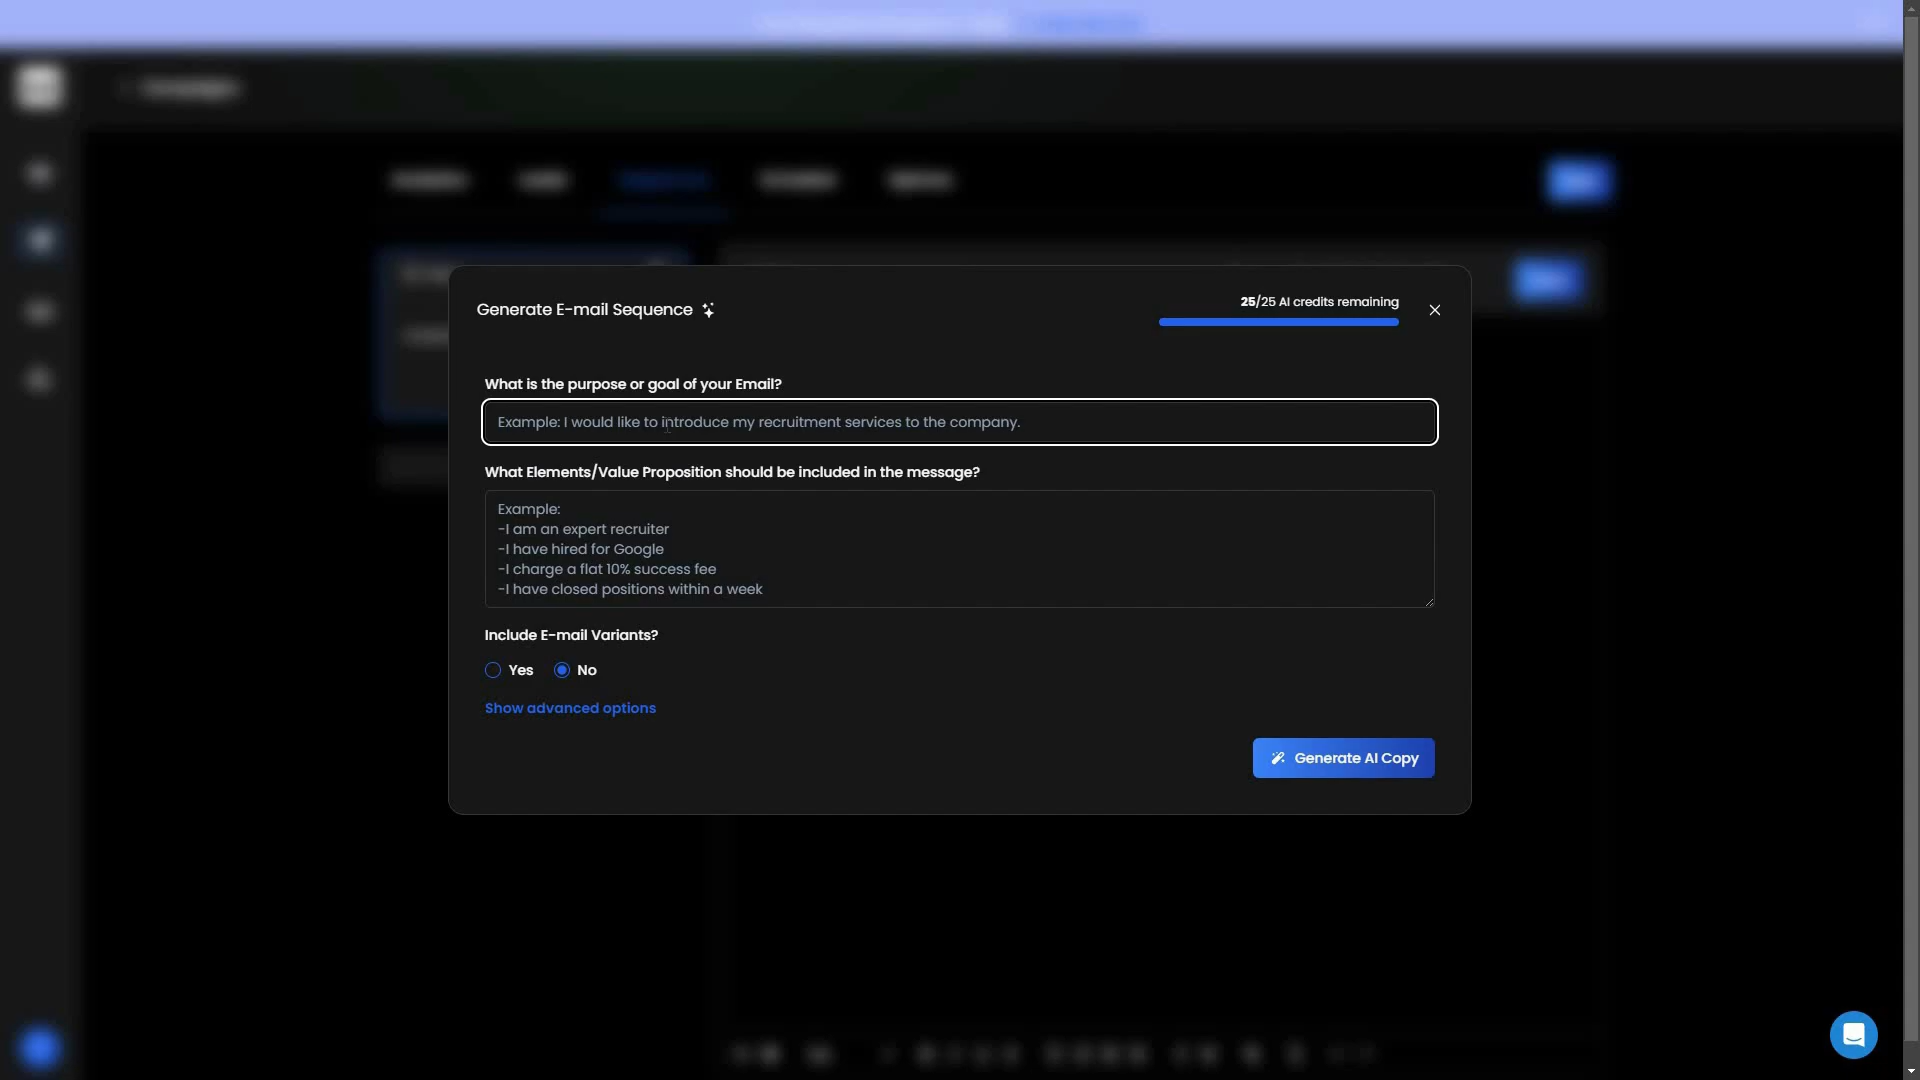 Generate E-mail Sequence
25/25 AI credits remaining
What is the purpose or goal of your Email?
Example: I would like to introduce my recruitment services to the company.
What Elements/Value Proposition should be included in the message?
Example:
-I am an expert recruiter
-I have hired for Google
-I charge a flat 10% success fee
-I have closed positions within a week
Include E-mail Variants?
Yes No
Show advanced options
Generate AI Copy